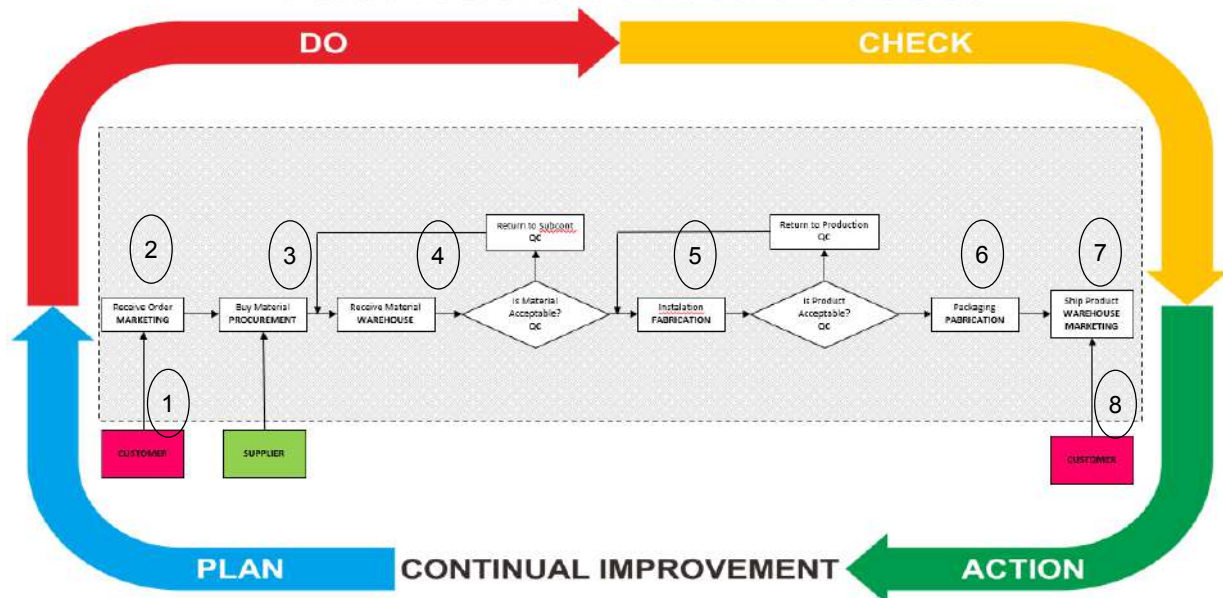 DO
CHECK
Return to Subcont
QC
Return to Production
QC
2
3
4
5
6
7
Receive Order
MARKETING
Buy Material
PROCUREMENT
Receive Material
WAREHOUSE
Is Material
Acceptable?
QC
Instalation
FABRICATION
Is Product
Acceptable?
QC
Packaging
PABRICATION
Ship Product
WAREHOUSE
MARKETING
1
8
CUSTOMER
SUPPLIER
CUSTOMER
PLAN
CONTINUAL IMPROVEMENT
ACTION